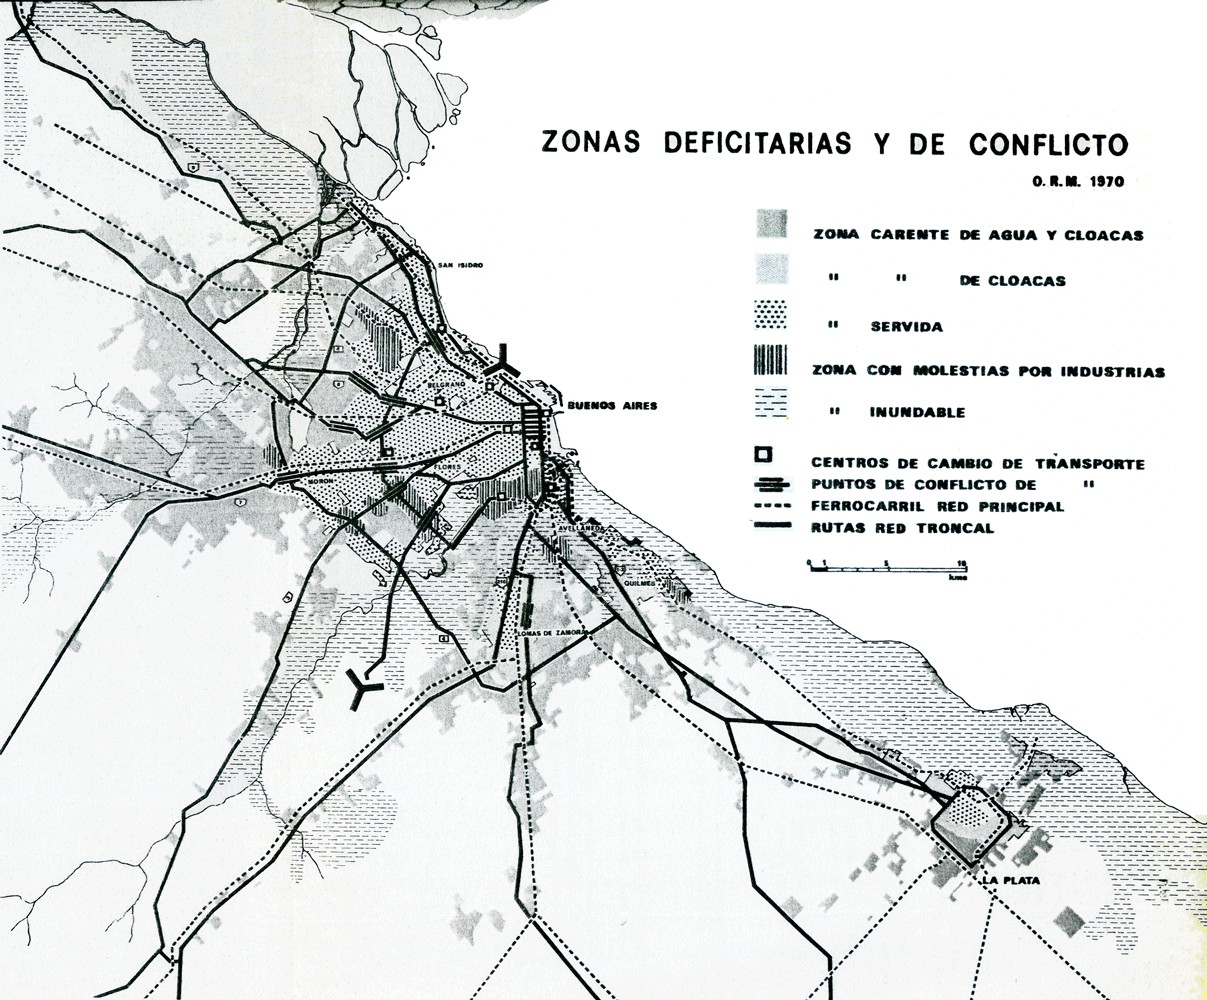 ZONAS DEFICITARIAS Y DE CONFLICTO
O.R.M. 1970
ZONA CARENTE DE AGUA Y CLOACAS
" " DE CLOACAS
" SERVIDA
ZONA CON MOLESTIAS POR INDUSTRIAS
" INUNDABLE
CENTROS DE CAMBIO DE TRANSPORTE
PUNTOS DE CONFLICTO DE "
FERROCARRIL RED PRINCIPAL
RUTAS RED TRONCAL
0 1 5 10
kms
SAN ISIDRO
BELGRANO
BUENOS AIRES
FLORES
MORON
AVELLANEDA
QUILMES
LOMAS DE ZAMORA
LA PLATA